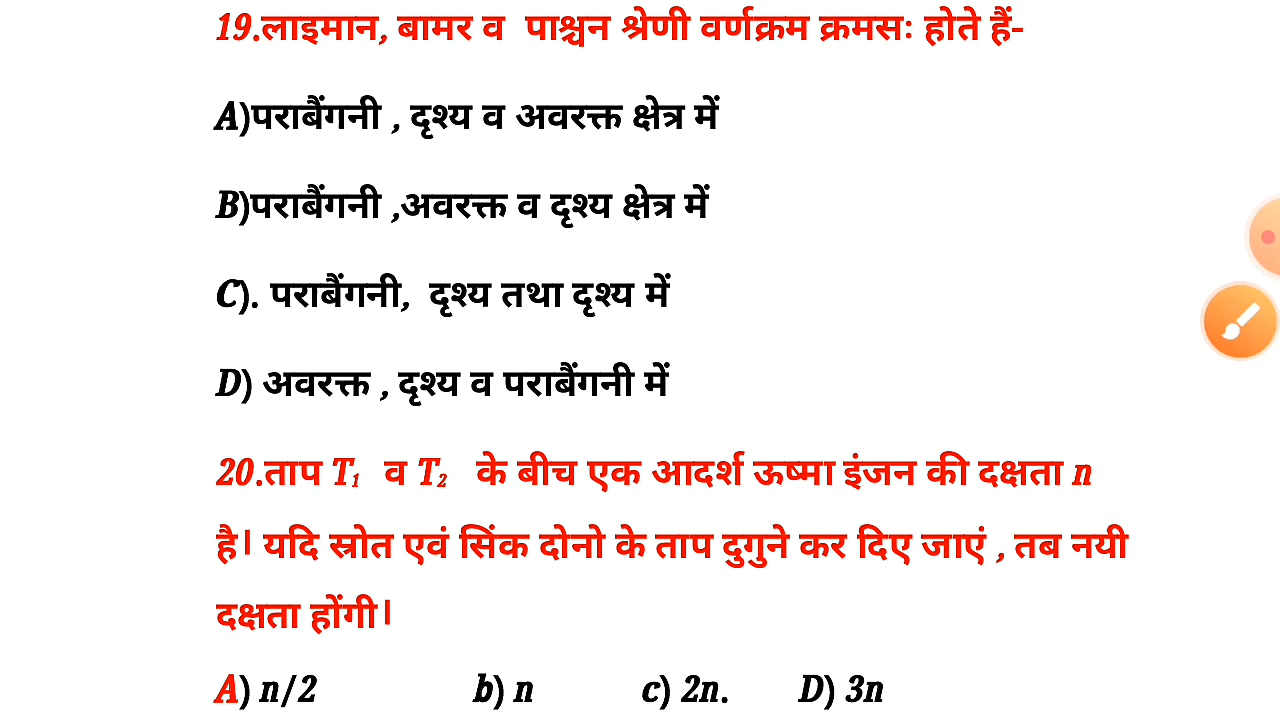 19.लाइमान, बामर व पाश्चन श्रेणी वर्णक्रम क्रमसः होते हैं-
A)पराबैंगनी , दृश्य व अवरक्त क्षेत्र में
B)पराबैंगनी ,अवरक्त व दृश्य क्षेत्र में
C). पराबैंगनी, दृश्य तथा दृश्य में
D) अवरक्त , दृश्य व पराबैंगनी में
20.ताप T₁ व T₂ के बीच एक आदर्श ऊष्मा इंजन की दक्षता n
है। यदि स्रोत एवं सिंक दोनो के ताप दुगुने कर दिए जाएं , तब नयी
दक्षता होंगी।
A) n/2 b) n c) 2n. D) 3n